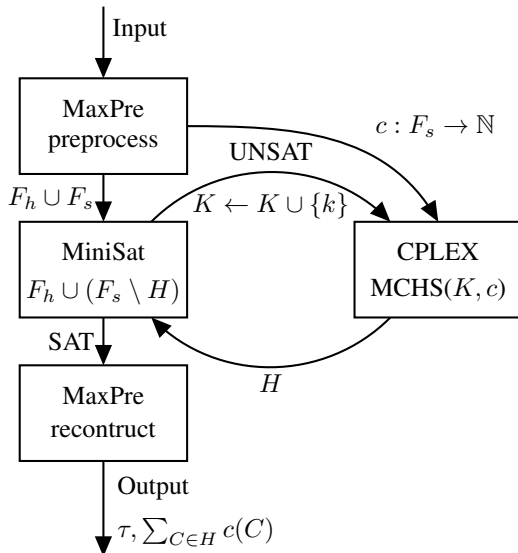 Input
MaxPre
preprocess
c : F_s → ℕ
UNSAT
F_h ∪ F_s
K ← K ∪ {k}
MiniSat
F_h ∪ (F_s \ H)
CPLEX
MCHS(K, c)
SAT
H
MaxPre
recontruct
Output
τ, ∑_{C∈H} c(C)